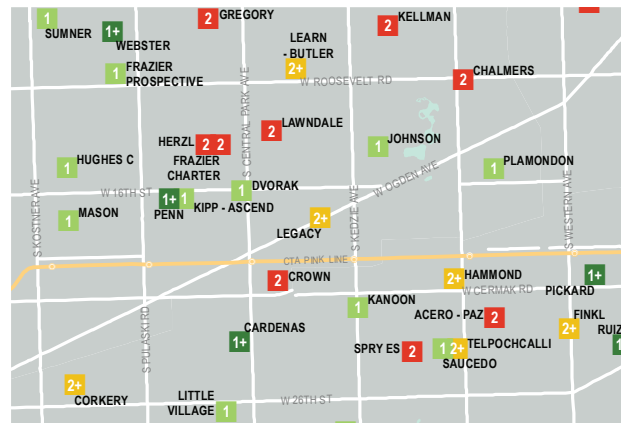 1
SUMNER
1+
WEBSTER
2
GREGORY
LEARN
- BUTLER
2+
2
KELLMAN
1
FRAZIER
PROSPECTIVE
W ROOSEVELT RD
2
CHALMERS
S CENTRAL PARK AVE
2
LAWNDALE
HERZL
2
2
FRAZIER
CHARTER
1
JOHNSON
1
HUGHES C
1
PLAMONDON
W OGDEN AVE
W 16TH ST
1
DVORAK
1+
1
PENN
KIPP - ASCEND
S KOSTNER AVE
1
MASON
2+
LEGACY
S KEDZIE AVE
S WESTERN AVE
CTA PINK LINE
2
CROWN
2+
HAMMOND
W CERMAK RD
1+
PICKARD
1
KANOON
ACERO - PAZ
2
2+
FINKL
RUIZ
1
S PULASKI RD
1+
CARDENAS
SPRY ES
2
1
2+
TELPOCHCALLI
SAUCEDO
2+
CORKERY
LITTLE
VILLAGE
1
W 26TH ST